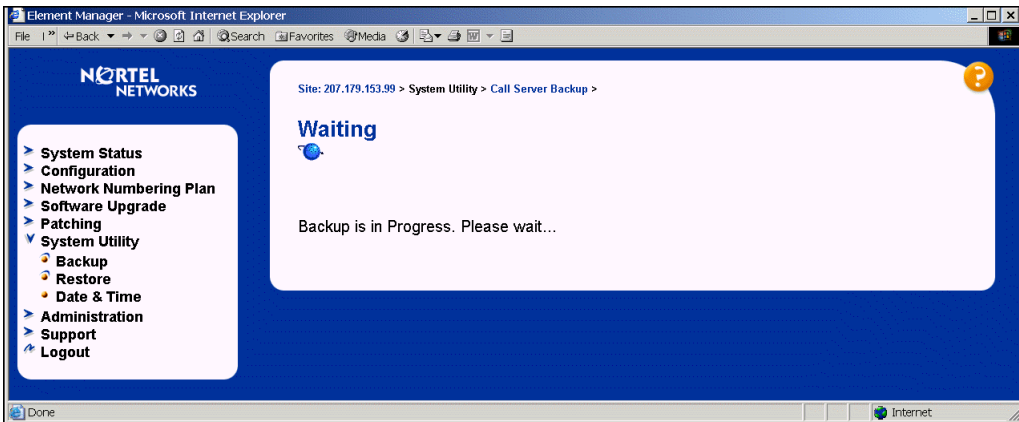 Element Manager - Microsoft Internet Explorer
File
Back
Search
Favorites
Media
NORTEL
NETWORKS
Site: 207.179.153.99 > System Utility > Call Server Backup >
?
Waiting
System Status
Configuration
Network Numbering Plan
Software Upgrade
Patching
System Utility
Backup
Restore
Date & Time
Administration
Support
Logout
Backup is in Progress. Please wait...
Done
Internet